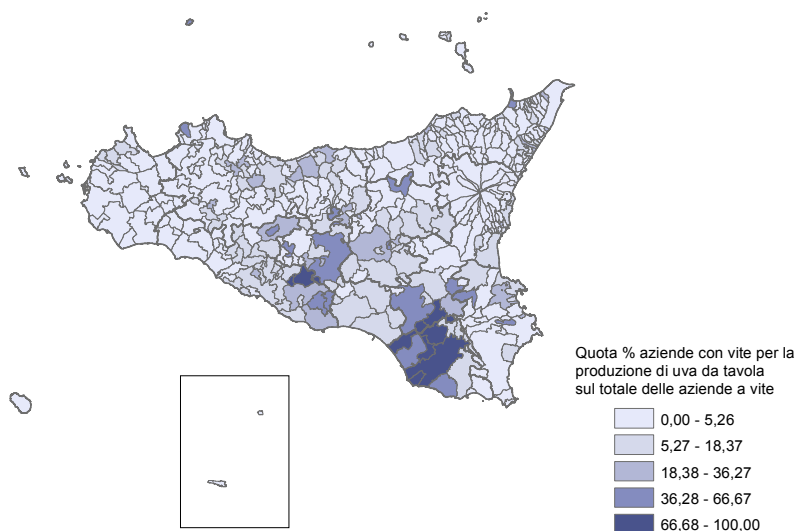 Quota % aziende con vite per la
produzione di uva da tavola
sul totale delle aziende a vite
0,00 - 5,26
5,27 - 18,37
18,38 - 36,27
36,28 - 66,67
66,68 - 100,00